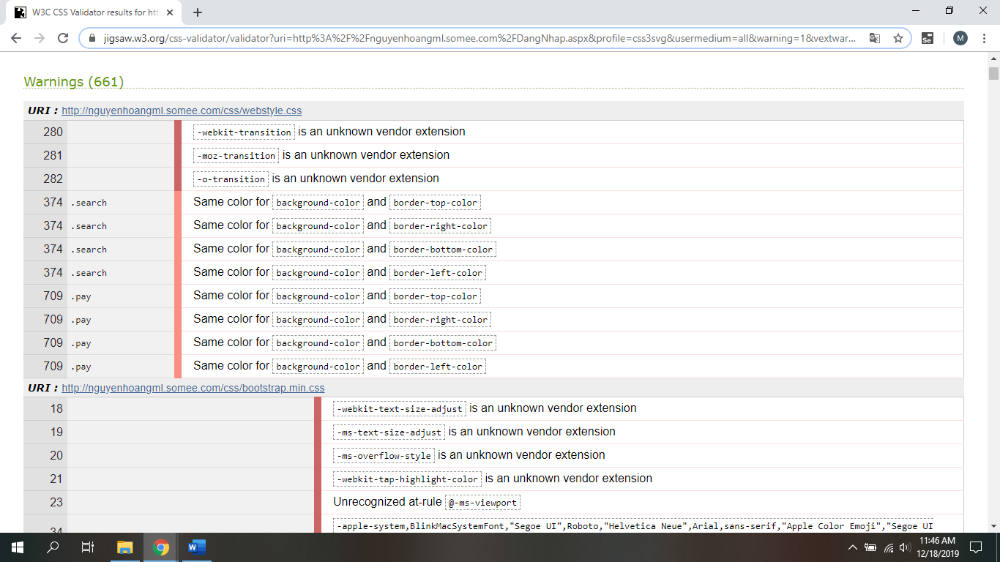 W3C CSS Validator results for htt
jigsaw.w3.org/css-validator/validator?uri=http%3A%2F%2Fnguyenhoangml.somee.com%2FDangNhap.aspx&profile=css3svg&usermedium=all&warning=1&vextwar...
M
Warnings (661)
URI : http://nguyenhoangml.somee.com/css/webstyle.css
280 -webkit-transition is an unknown vendor extension
281 -moz-transition is an unknown vendor extension
282 -o-transition is an unknown vendor extension
374 .search Same color for background-color and border-top-color
374 .search Same color for background-color and border-right-color
374 .search Same color for background-color and border-bottom-color
374 .search Same color for background-color and border-left-color
709 .pay Same color for background-color and border-top-color
709 .pay Same color for background-color and border-right-color
709 .pay Same color for background-color and border-bottom-color
709 .pay Same color for background-color and border-left-color
URI : http://nguyenhoangml.somee.com/css/bootstrap.min.css
18 -webkit-text-size-adjust is an unknown vendor extension
19 -ms-text-size-adjust is an unknown vendor extension
20 -ms-overflow-style is an unknown vendor extension
21 -webkit-tap-highlight-color is an unknown vendor extension
23 Unrecognized at-rule @-ms-viewport
34 -apple-system,BlinkMacSystemFont,"Segoe UI",Roboto,"Helvetica Neue",Arial,sans-serif,"Apple Color Emoji","Segoe UI
11:46 AM
12/18/2019